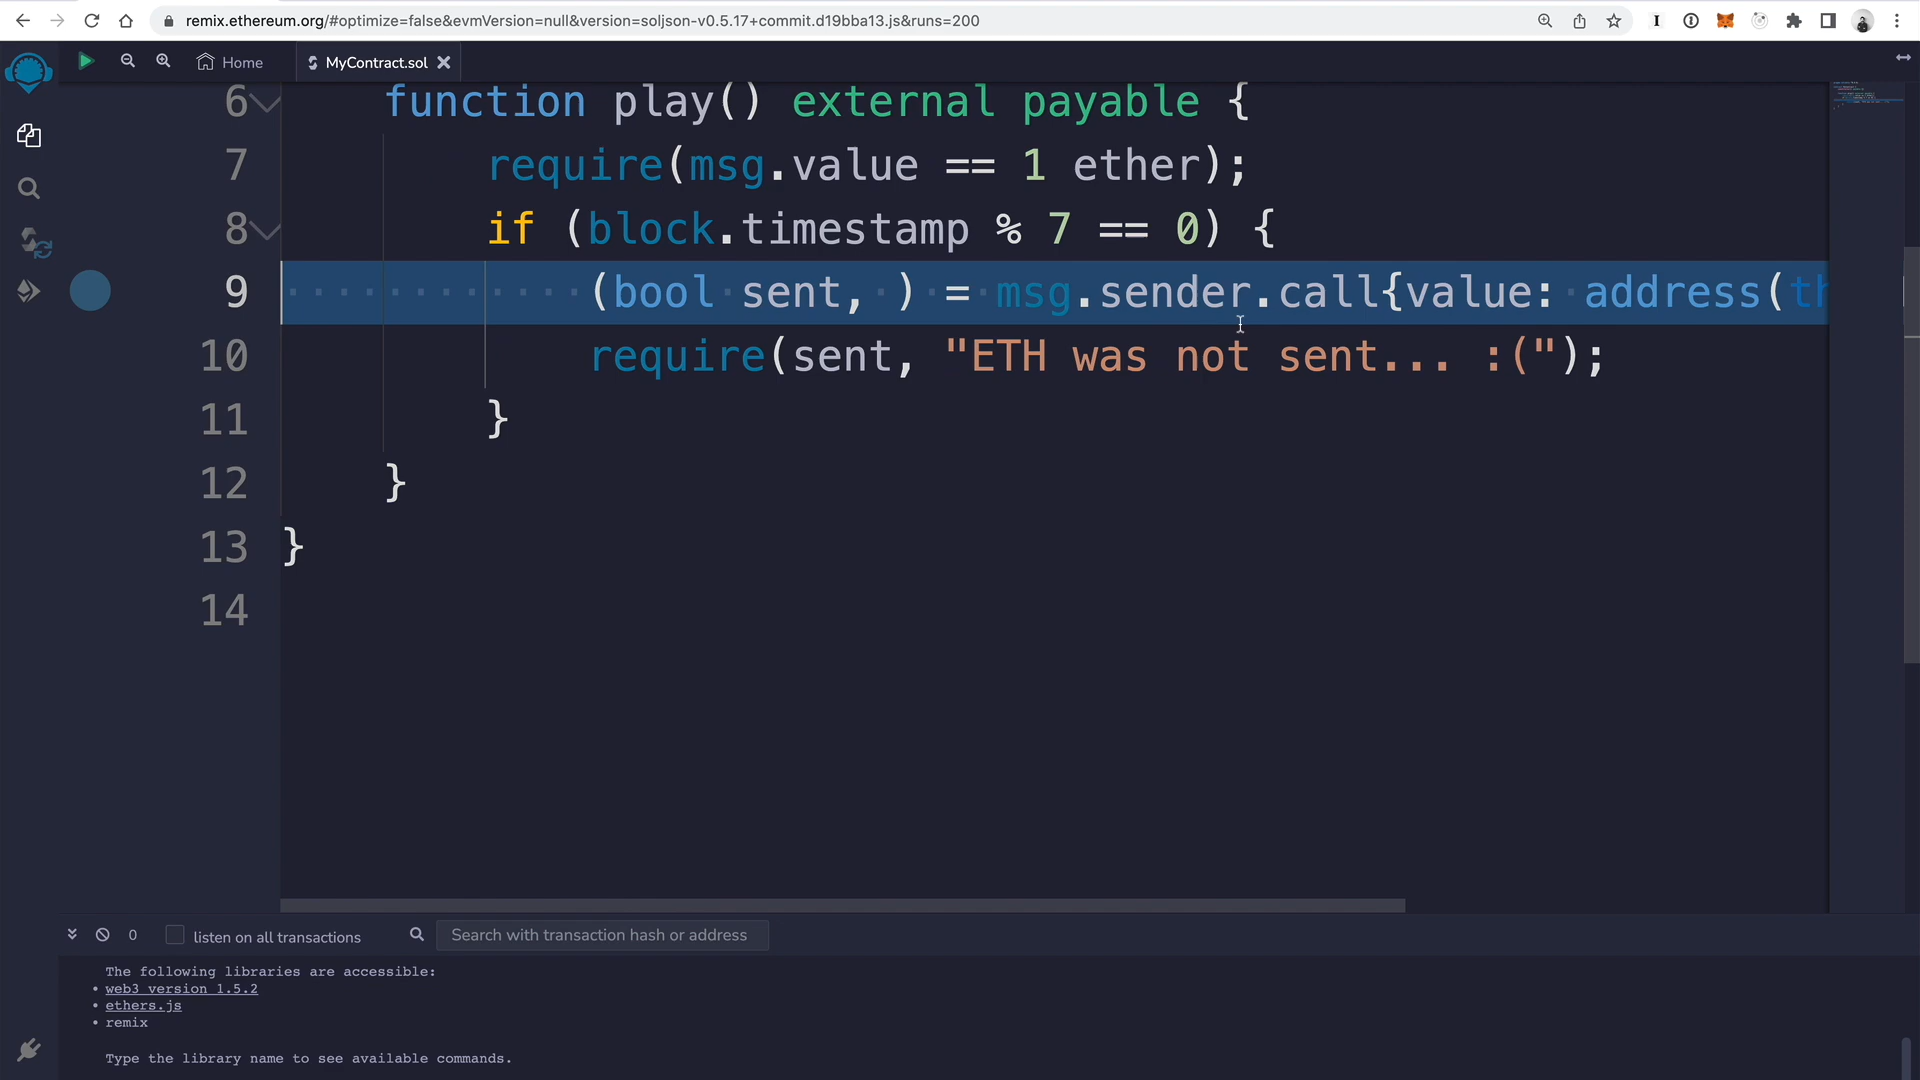 remix.ethereum.org/#optimize=false&evmVersion=null&version=soljson-v0.5.17+commit.d19bba13.js&runs=200
Home
MyContract.sol
6 function play() external payable {
7 require(msg.value == 1 ether);
8 if (block.timestamp % 7 == 0) {
9 (bool sent, ) = msg.sender.call{value: address(th
10 require(sent, "ETH was not sent... :(");
11 }
12 }
13 }
14
0 listen on all transactions Search with transaction hash or address
The following libraries are accessible:
• web3 version 1.5.2
• ethers.js
• remix
Type the library name to see available commands.